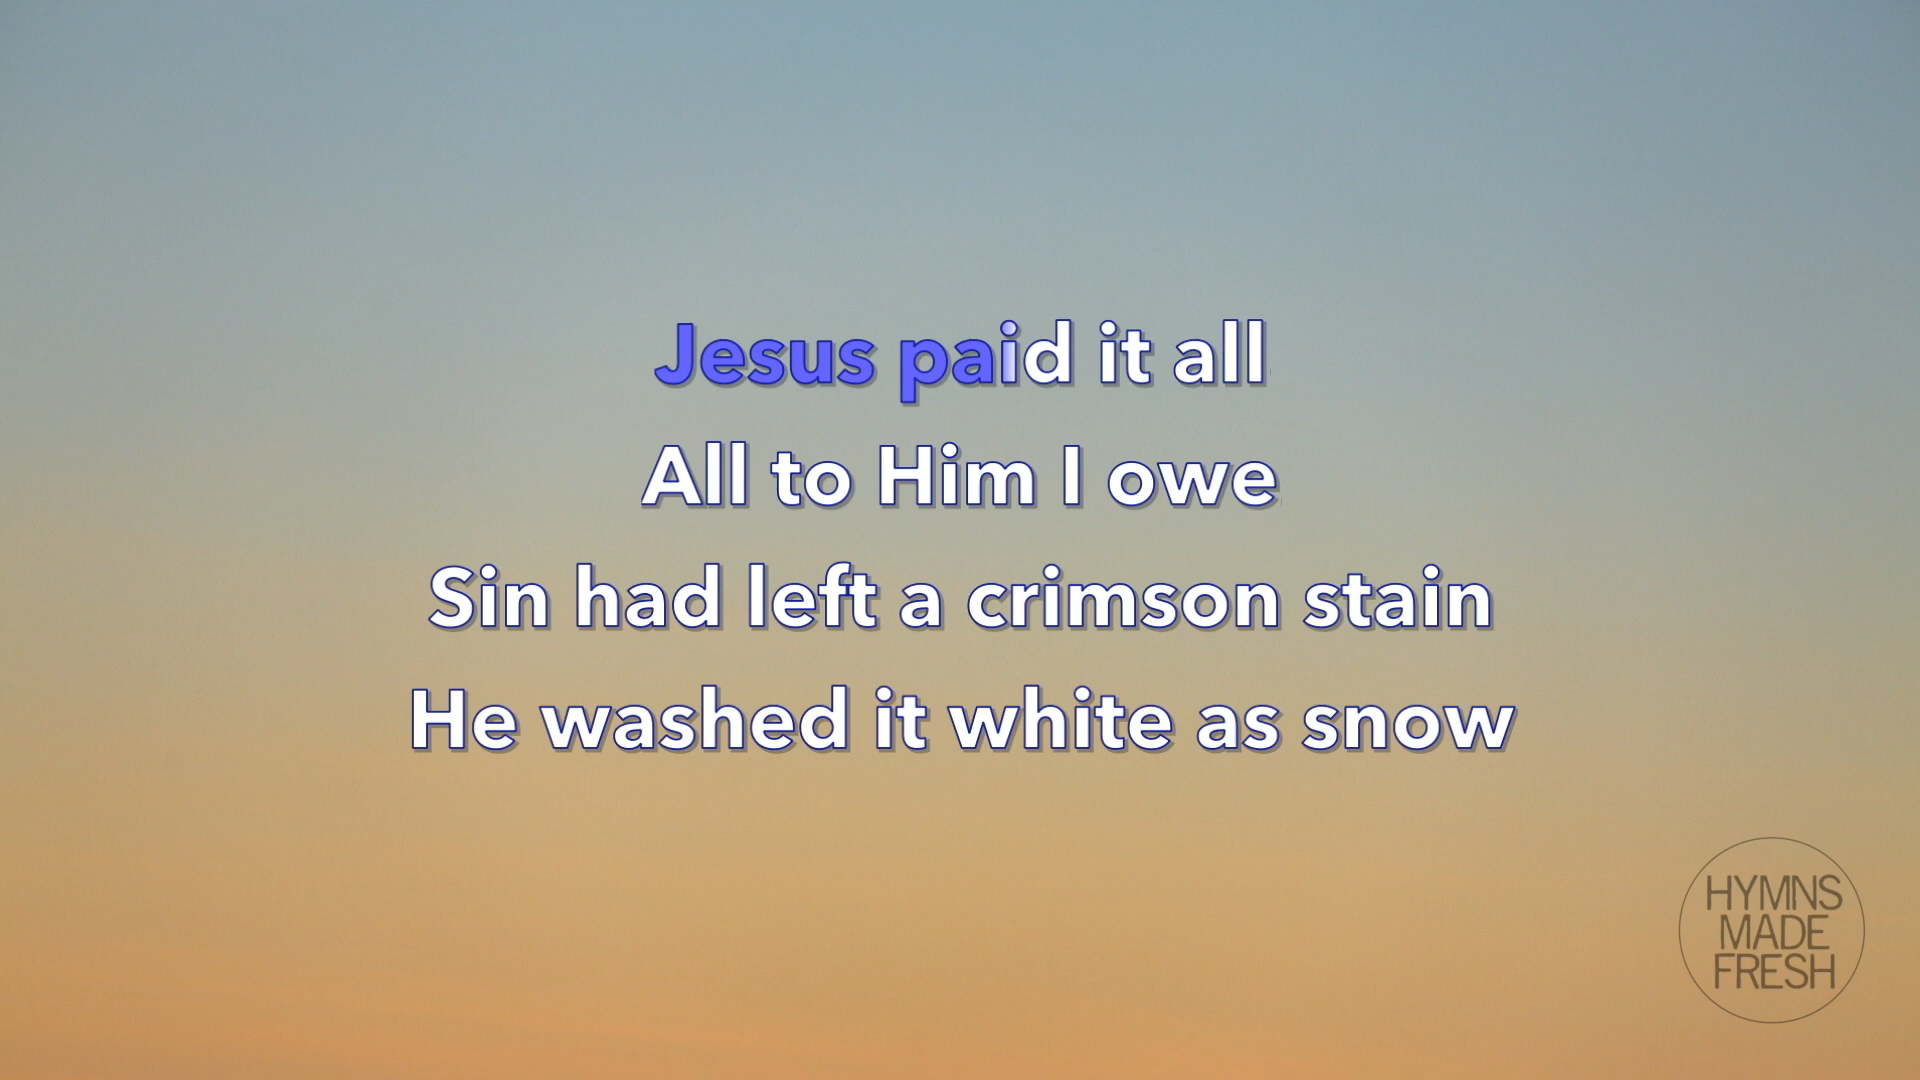 Jesus paid it all
All to Him I owe
Sin had left a crimson stain
He washed it white as snow
HYMNS
MADE
FRESH